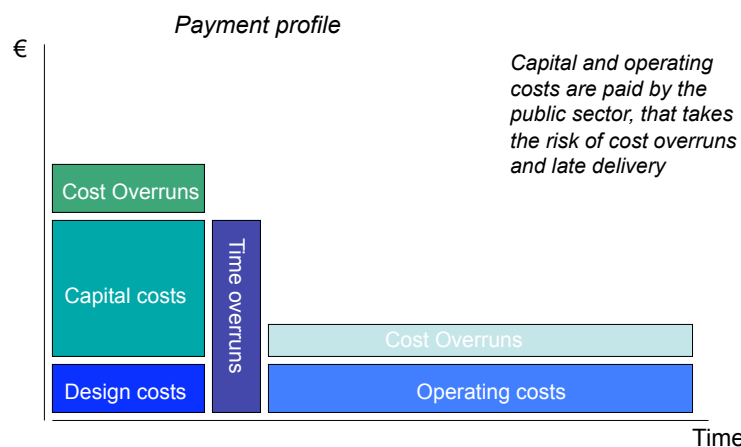 Payment profile
€
Capital and operating
costs are paid by the
public sector, that takes
the risk of cost overruns
and late delivery
Cost Overruns
Capital costs
Time overruns
Cost Overruns
Design costs
Operating costs
Time